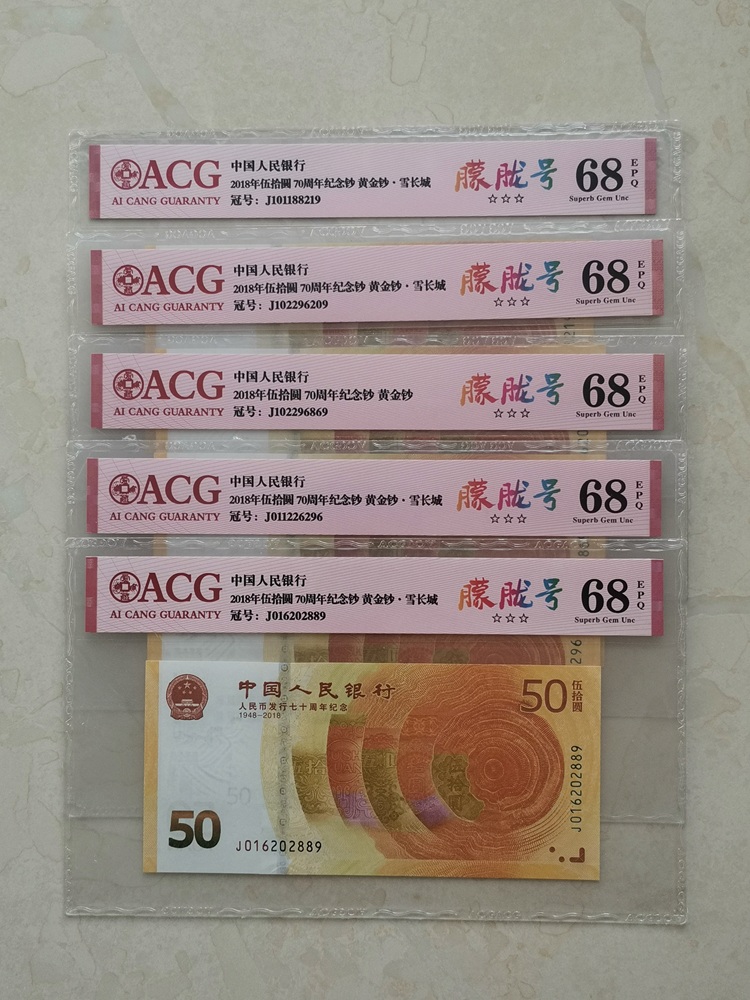 ACG
AI CANG GUARANTY
中国人民银行
2018年伍拾圆 70周年纪念钞 黄金钞·雪长城
冠号: J101188219
朦胧号
☆☆☆
68
EPQ
Superb Gem Unc
ACG
AI CANG GUARANTY
中国人民银行
2018年伍拾圆 70周年纪念钞 黄金钞·雪长城
冠号: J102296209
朦胧号
☆☆☆
68
EPQ
Superb Gem Unc
ACG
AI CANG GUARANTY
中国人民银行
2018年伍拾圆 70周年纪念钞 黄金钞
冠号: J102296869
朦胧号
☆☆☆
68
EPQ
Superb Gem Unc
ACG
AI CANG GUARANTY
中国人民银行
2018年伍拾圆 70周年纪念钞 黄金钞·雪长城
冠号: J011226296
朦胧号
☆☆☆
68
EPQ
Superb Gem Unc
ACG
AI CANG GUARANTY
中国人民银行
2018年伍拾圆 70周年纪念钞 黄金钞·雪长城
冠号: J016202889
朦胧号
☆☆☆
68
EPQ
Superb Gem Unc
中国人民银行
人民币发行七十周年纪念
1948-2018
50
伍拾圆
50
50
J016202889
J016202889